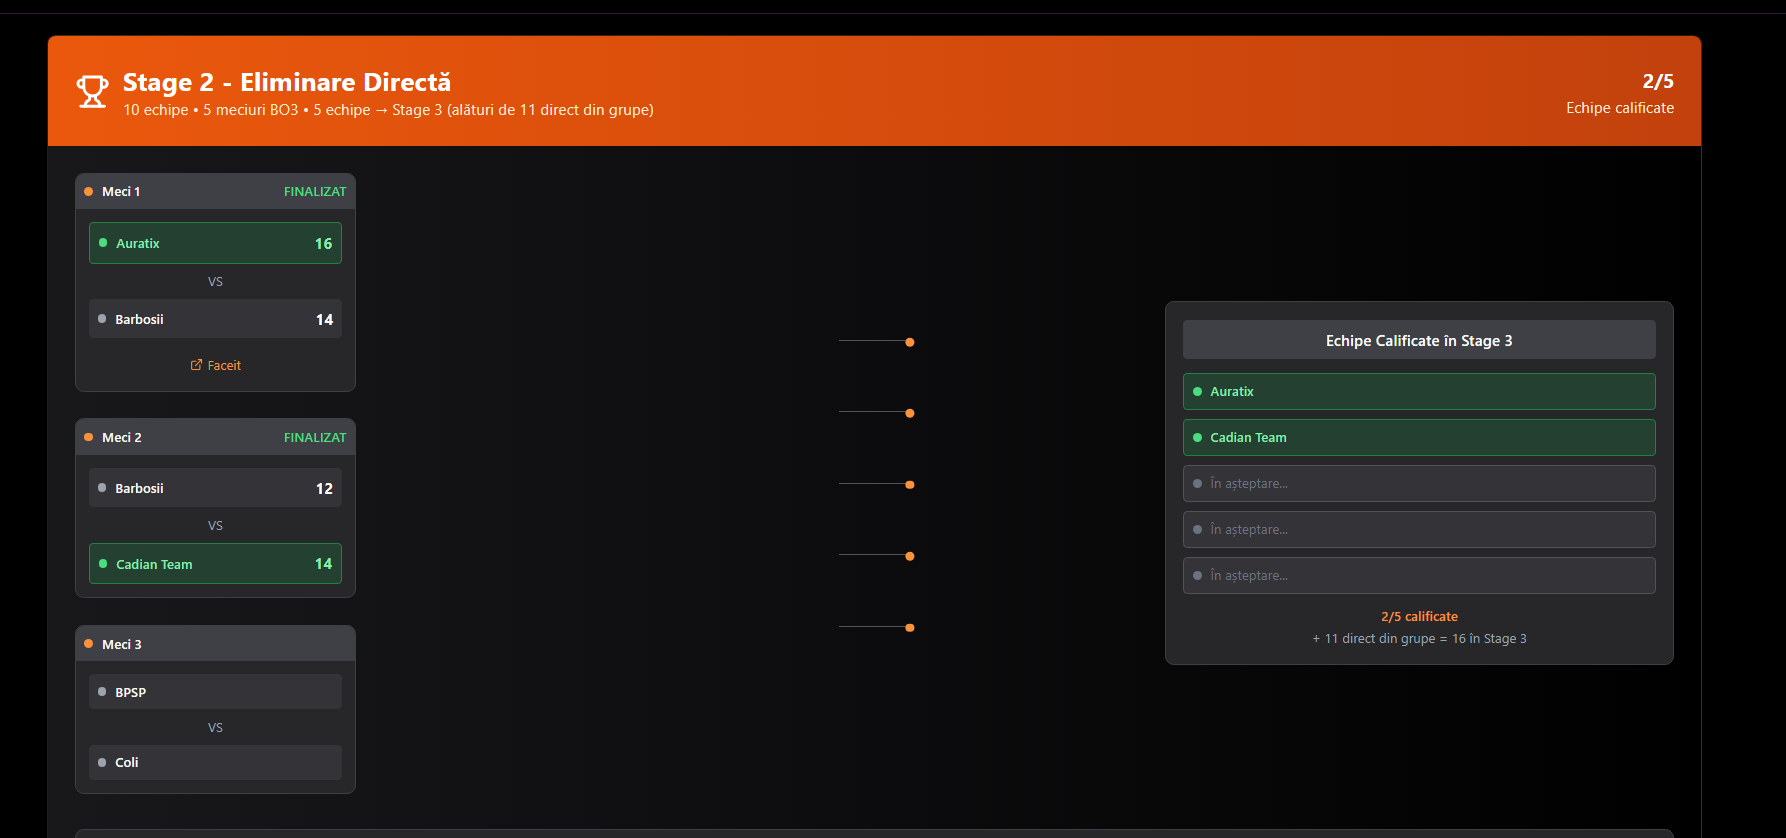 Stage 2 - Eliminare Directă
10 echipe • 5 meciuri BO3 • 5 echipe → Stage 3 (alături de 11 direct din grupe)
2/5
Echipe calificate
Meci 1 FINALIZAT
Auratix 16
VS
Barbosii 14
Faceit
Meci 2 FINALIZAT
Barbosii 12
VS
Cadian Team 14
Meci 3
BPSP
VS
Coli
Echipe Calificate în Stage 3
Auratix
Cadian Team
În așteptare...
În așteptare...
În așteptare...
2/5 calificate
+ 11 direct din grupe = 16 în Stage 3